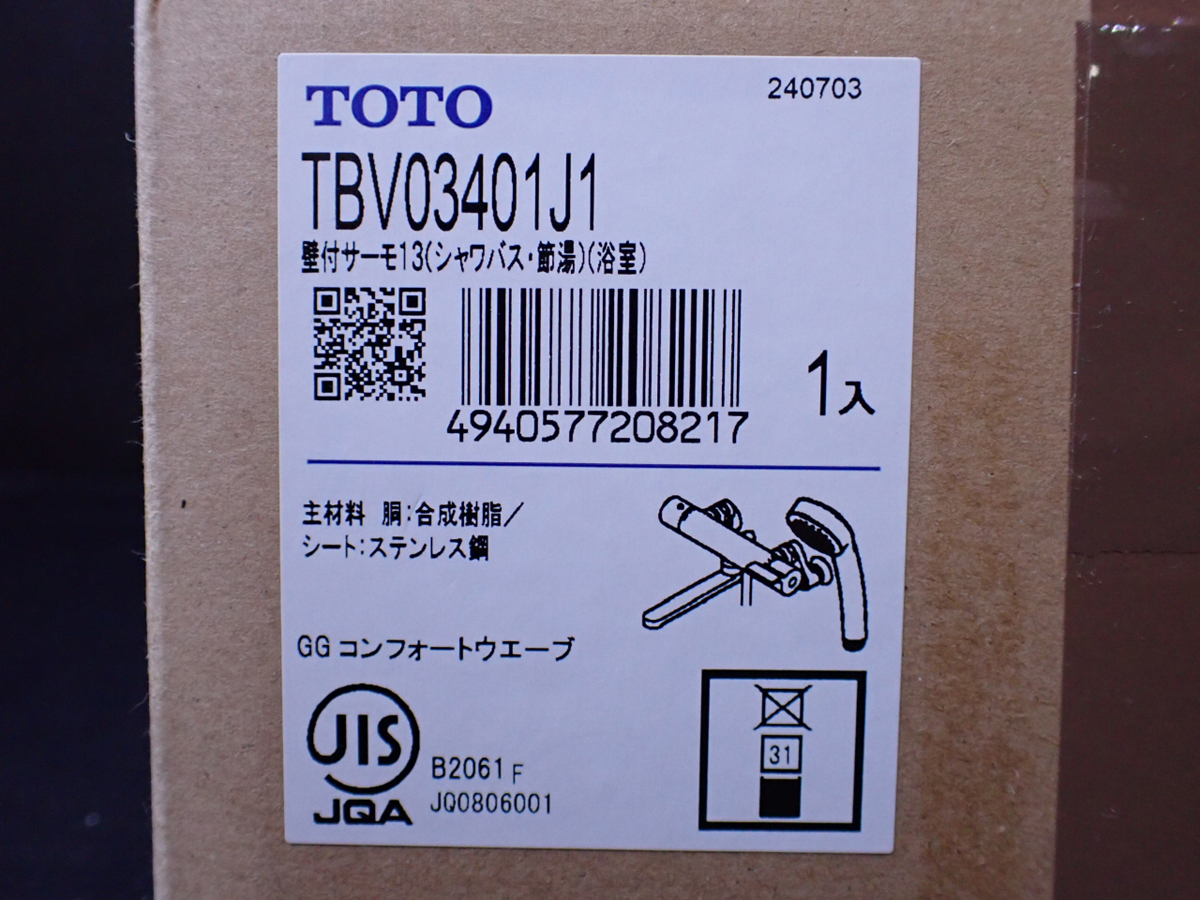 TOTO
240703
TBV03401J1
壁付サーモ13(シャワバス・節湯)(浴室)
4940577208217
1入
主材料 胴:合成樹脂/
シート:ステンレス鋼
GGコンフォートウエーブ
JIS
JQA
B2061 F
JQ0806001
31